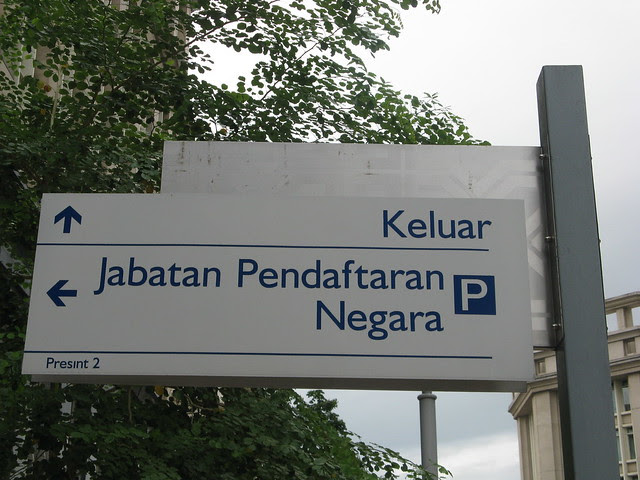 Keluar
Jabatan Pendaftaran
Negara
P
Presint 2